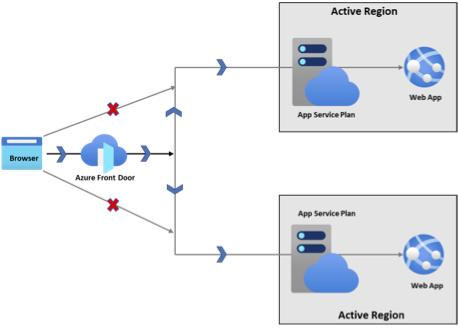 Active Region
App Service Plan
Web App
Browser
Azure Front Door
App Service Plan
Web App
Active Region